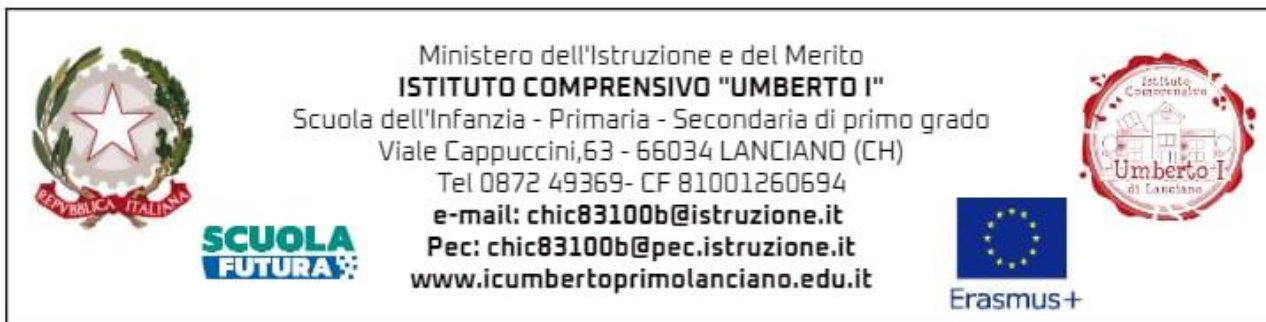 Ministero dell'Istruzione e del Merito
ISTITUTO COMPRENSIVO "UMBERTO I"
Scuola dell'Infanzia - Primaria - Secondaria di primo grado
Viale Cappuccini,63 - 66034 LANCIANO (CH)
Tel 0872 49369- CF 81001260694
e-mail: chic83100b@istruzione.it
Pec: chic83100b@pec.istruzione.it
www.icumbertoprimolanciano.edu.it
REPVBBLICA ITALIANA
SCUOLA
FUTURA
Istituto
Comprensivo
Umberto I
di Lanciano
Erasmus+